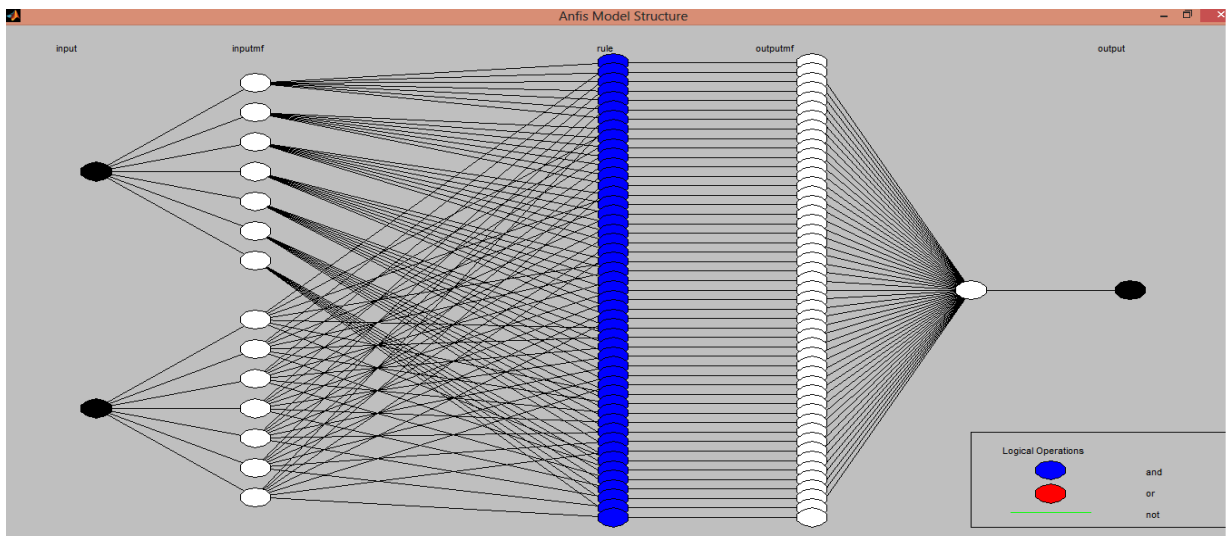 Anfis Model Structure
input inputmf rule outputmf output
Logical Operations
and
or
not